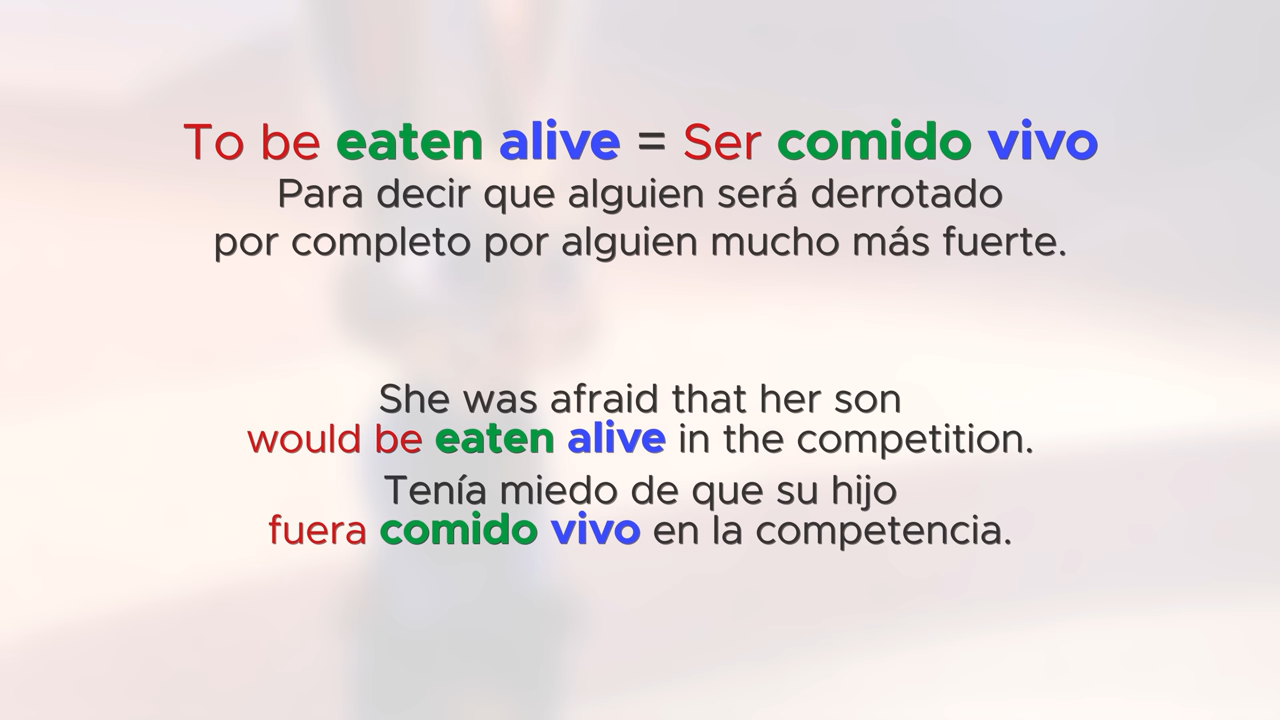 To be eaten alive = Ser comido vivo
Para decir que alguien será derrotado
por completo por alguien mucho más fuerte.
She was afraid that her son
would be eaten alive in the competition.
Tenía miedo de que su hijo
fuera comido vivo en la competencia.